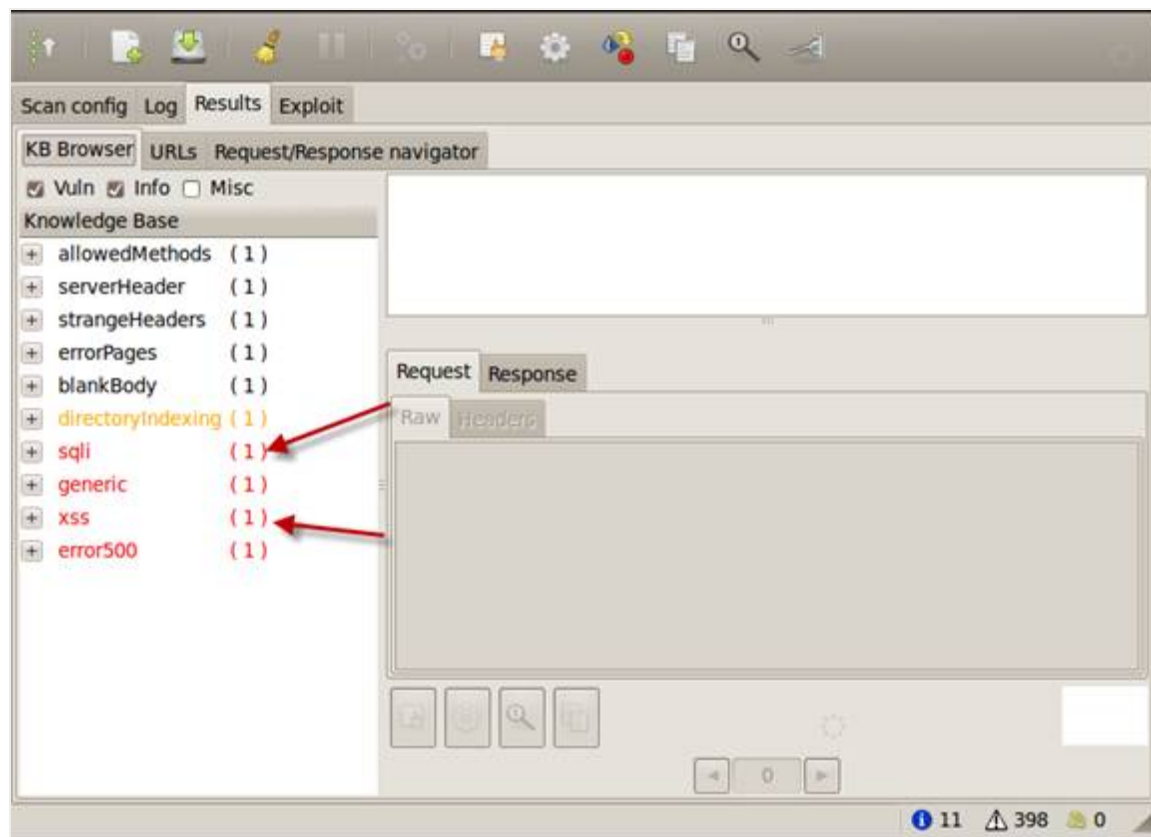 Scan config Log Results Exploit
KB Browser URLs Request/Response navigator
Vuln Info Misc
Knowledge Base
allowedMethods ( 1 )
serverHeader ( 1 )
strangeHeaders ( 1 )
errorPages ( 1 )
blankBody ( 1 )
directoryIndexing ( 1 )
sqli ( 1 )
generic ( 1 )
xss ( 1 )
error500 ( 1 )
Request Response
Raw Headers
0
11 398 0